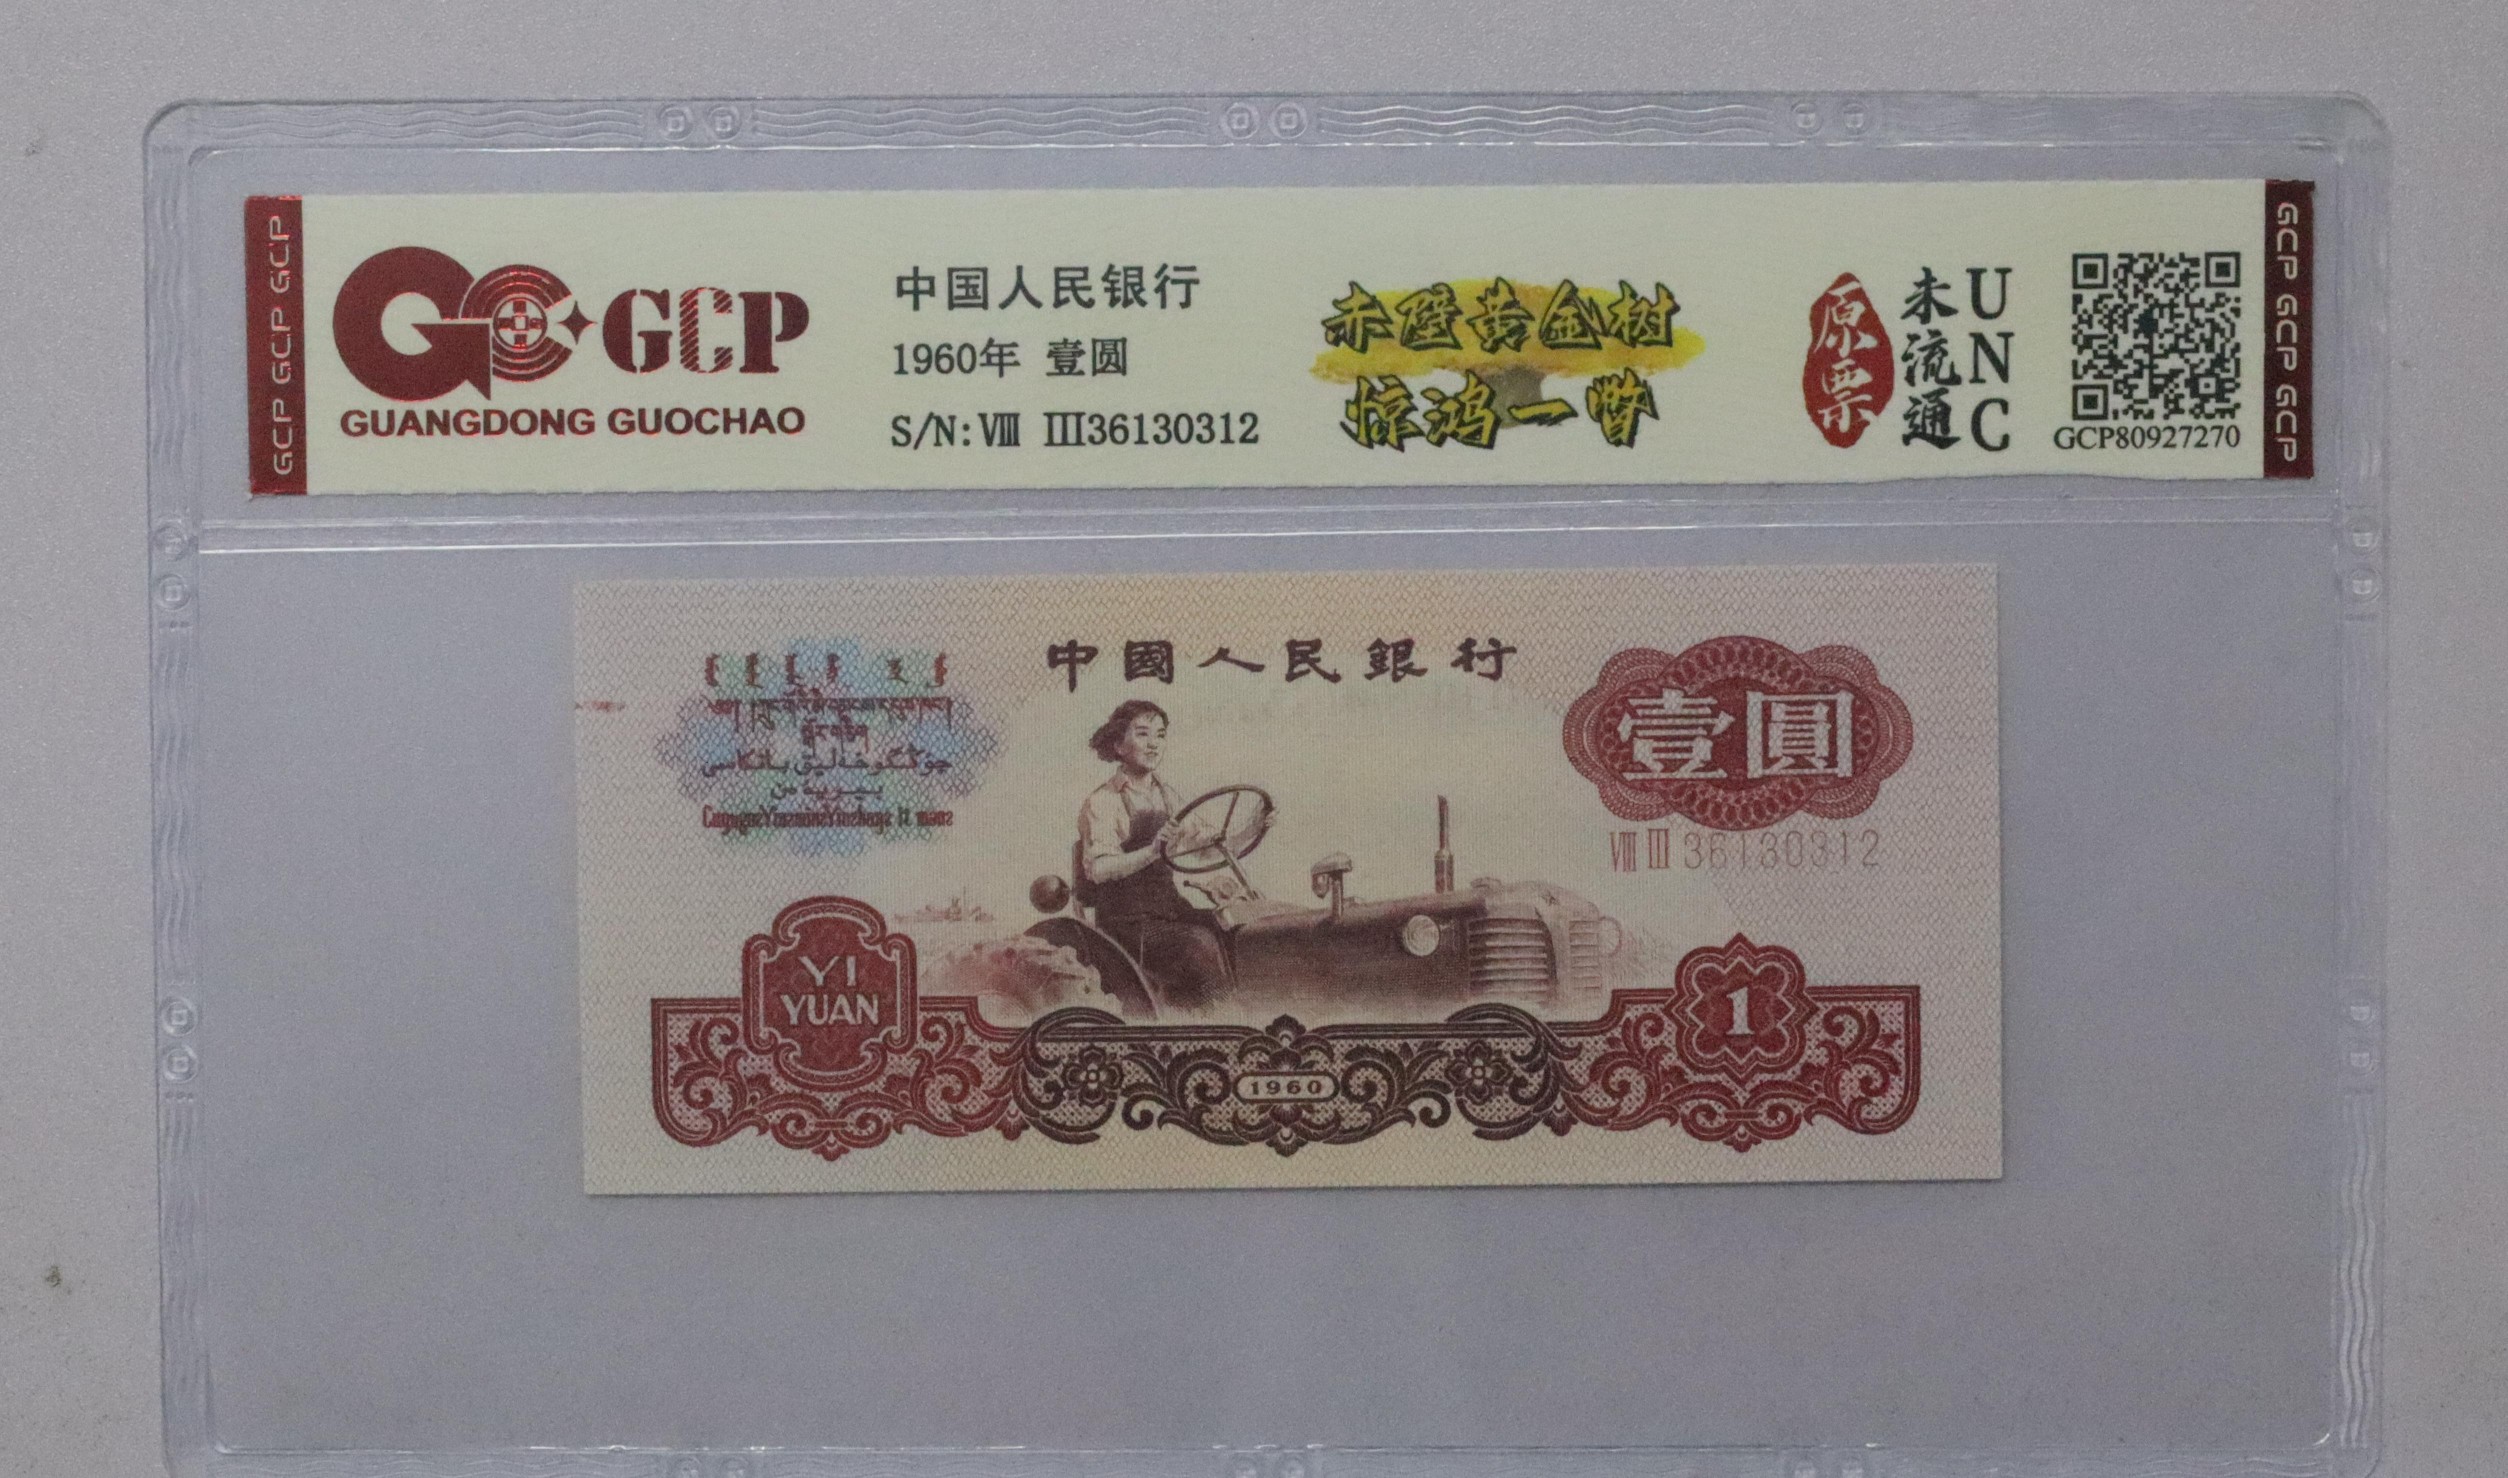 GCP GCP GCP
GCP
GUANGDONG GUOCHAO
中国人民银行
1960年 壹圆
S/N:Ⅷ Ⅲ36130312
赤壁黄金树
惊鸿一瞥
原票
未流通
UNC
GCP80927270
GCP GCP GCP
中國人民銀行
壹圓
Ⅷ Ⅲ 36130312
YI
YUAN
1
1960